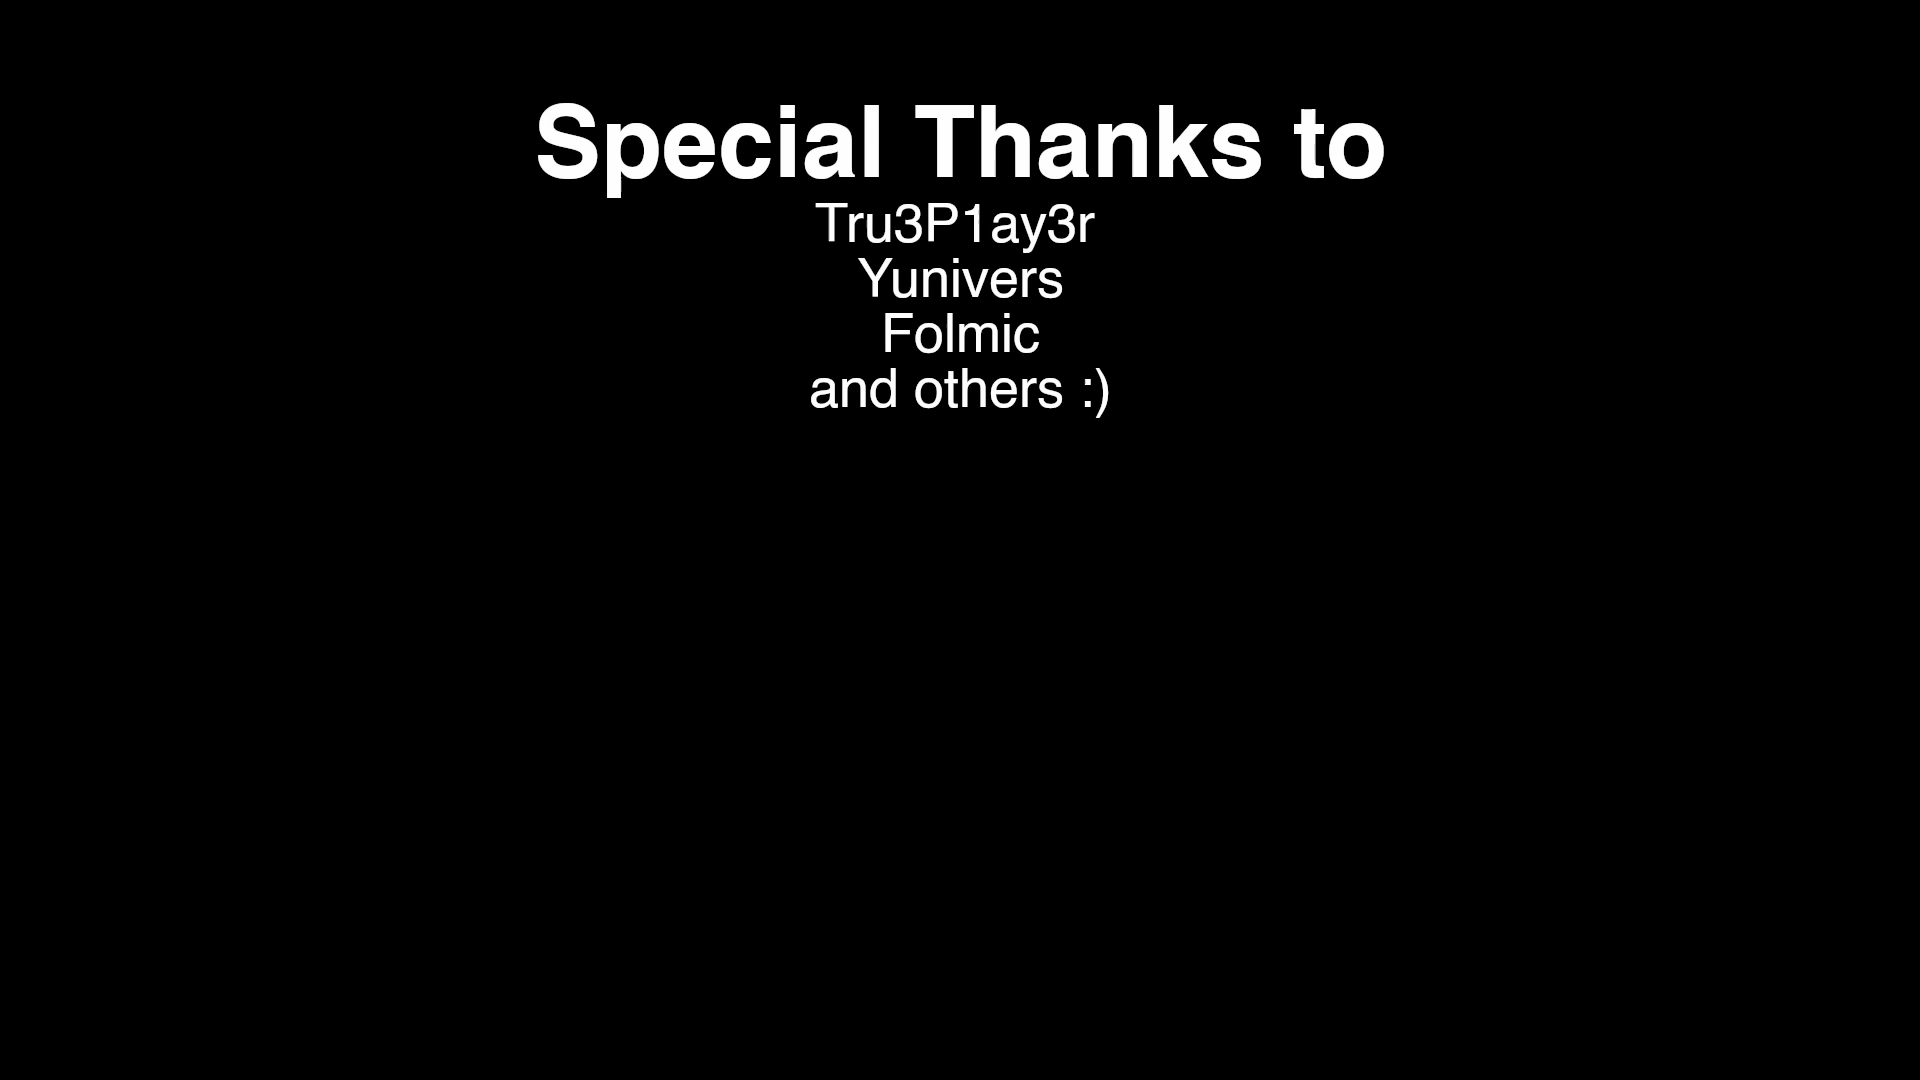 Special Thanks to
Tru3P1ay3r
Yunivers
Folmic
and others :)